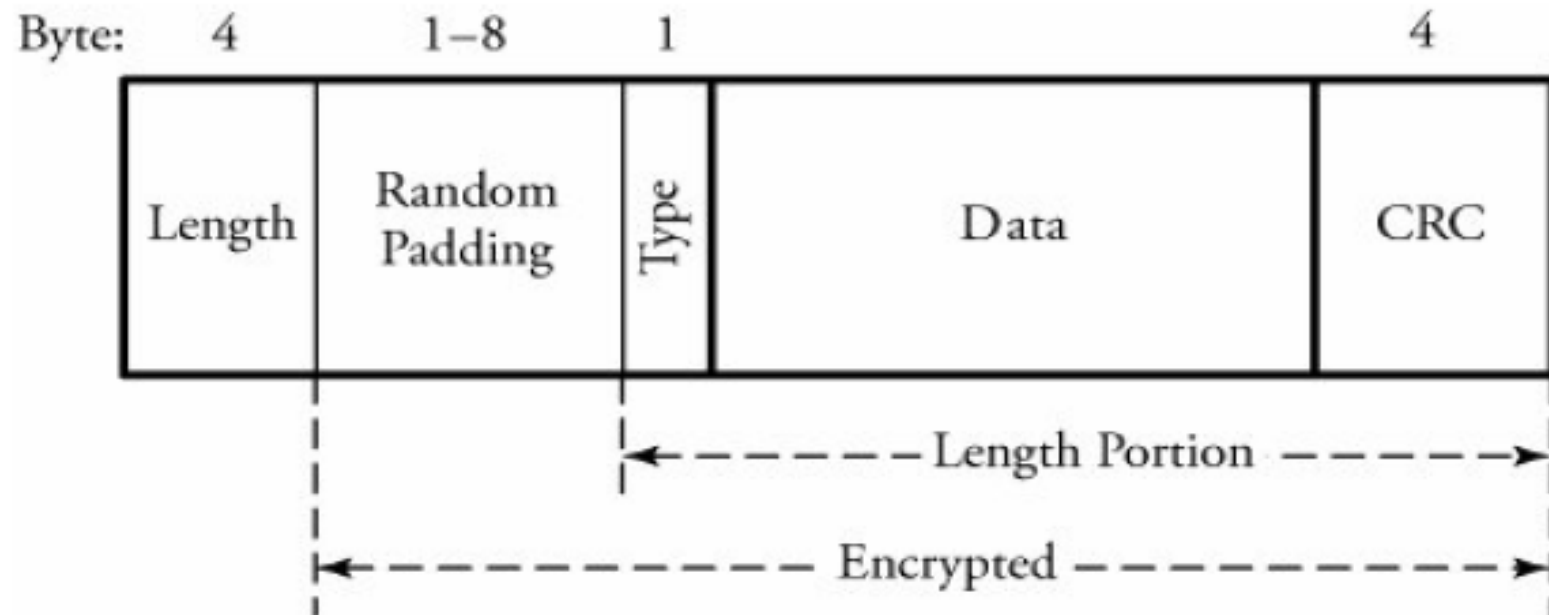 Byte: 4 1–8 1 4
Length
Random
Padding
Type
Data
CRC
Length Portion
Encrypted